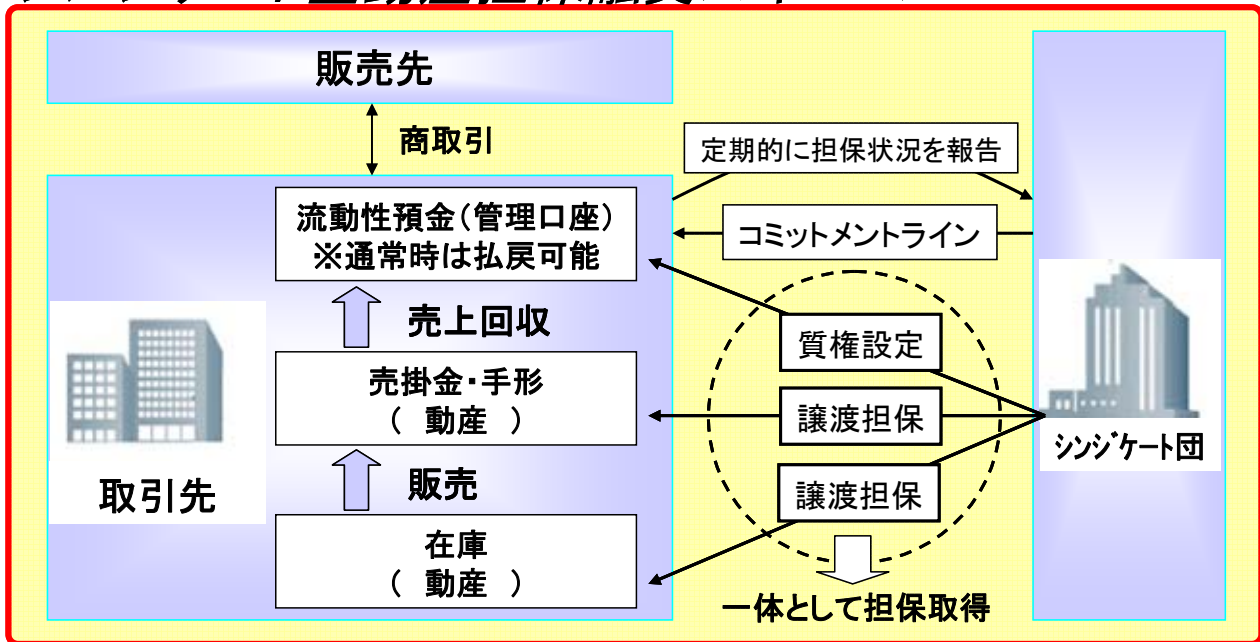 販売先
商取引
定期的に担保状況を報告
流動性預金（管理口座）
※通常時は払戻可能
コミットメントライン
売上回収
質権設定
売掛金・手形
（ 動産 ）
譲渡担保
シンジケート団
取引先
販売
譲渡担保
在庫
（ 動産 ）
一体として担保取得